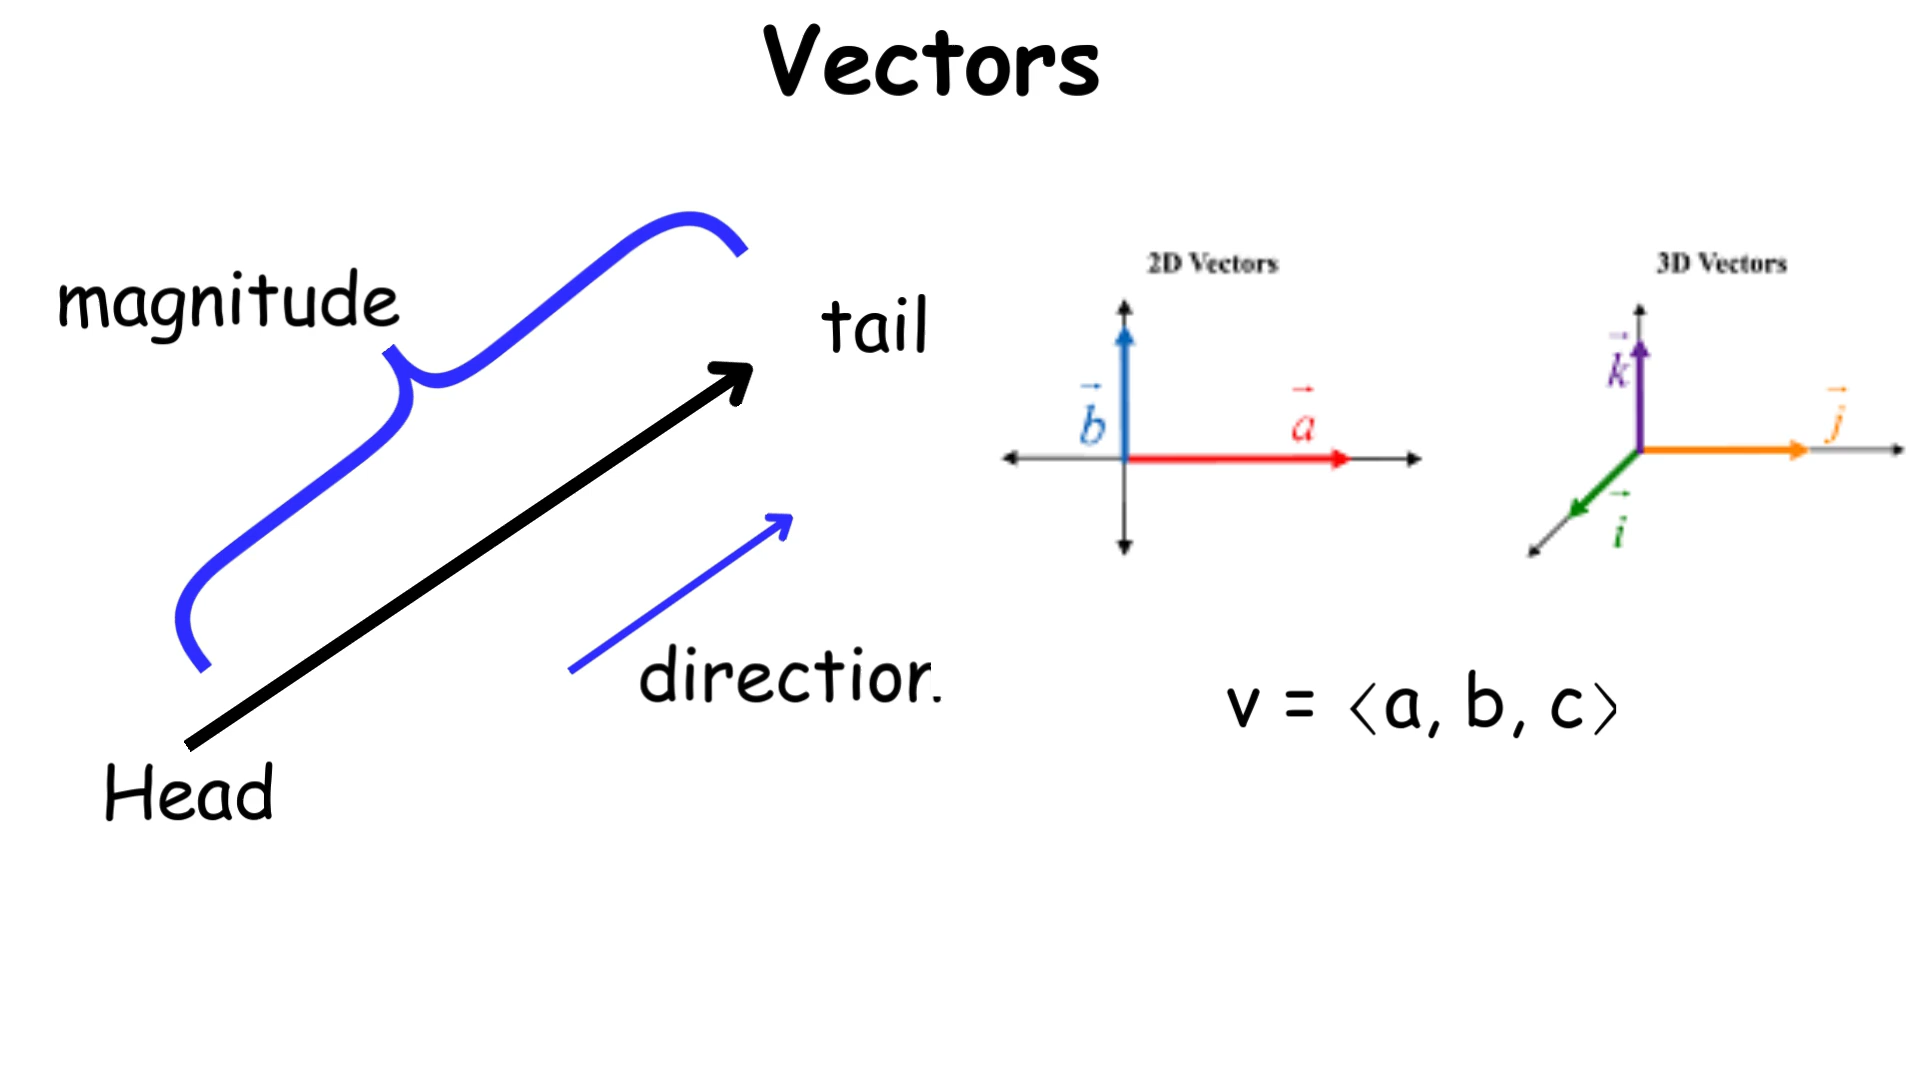 Vectors
magnitude
tail
direction
Head
2D Vectors
b
a
3D Vectors
k
j
i
v = ⟨a, b, c⟩